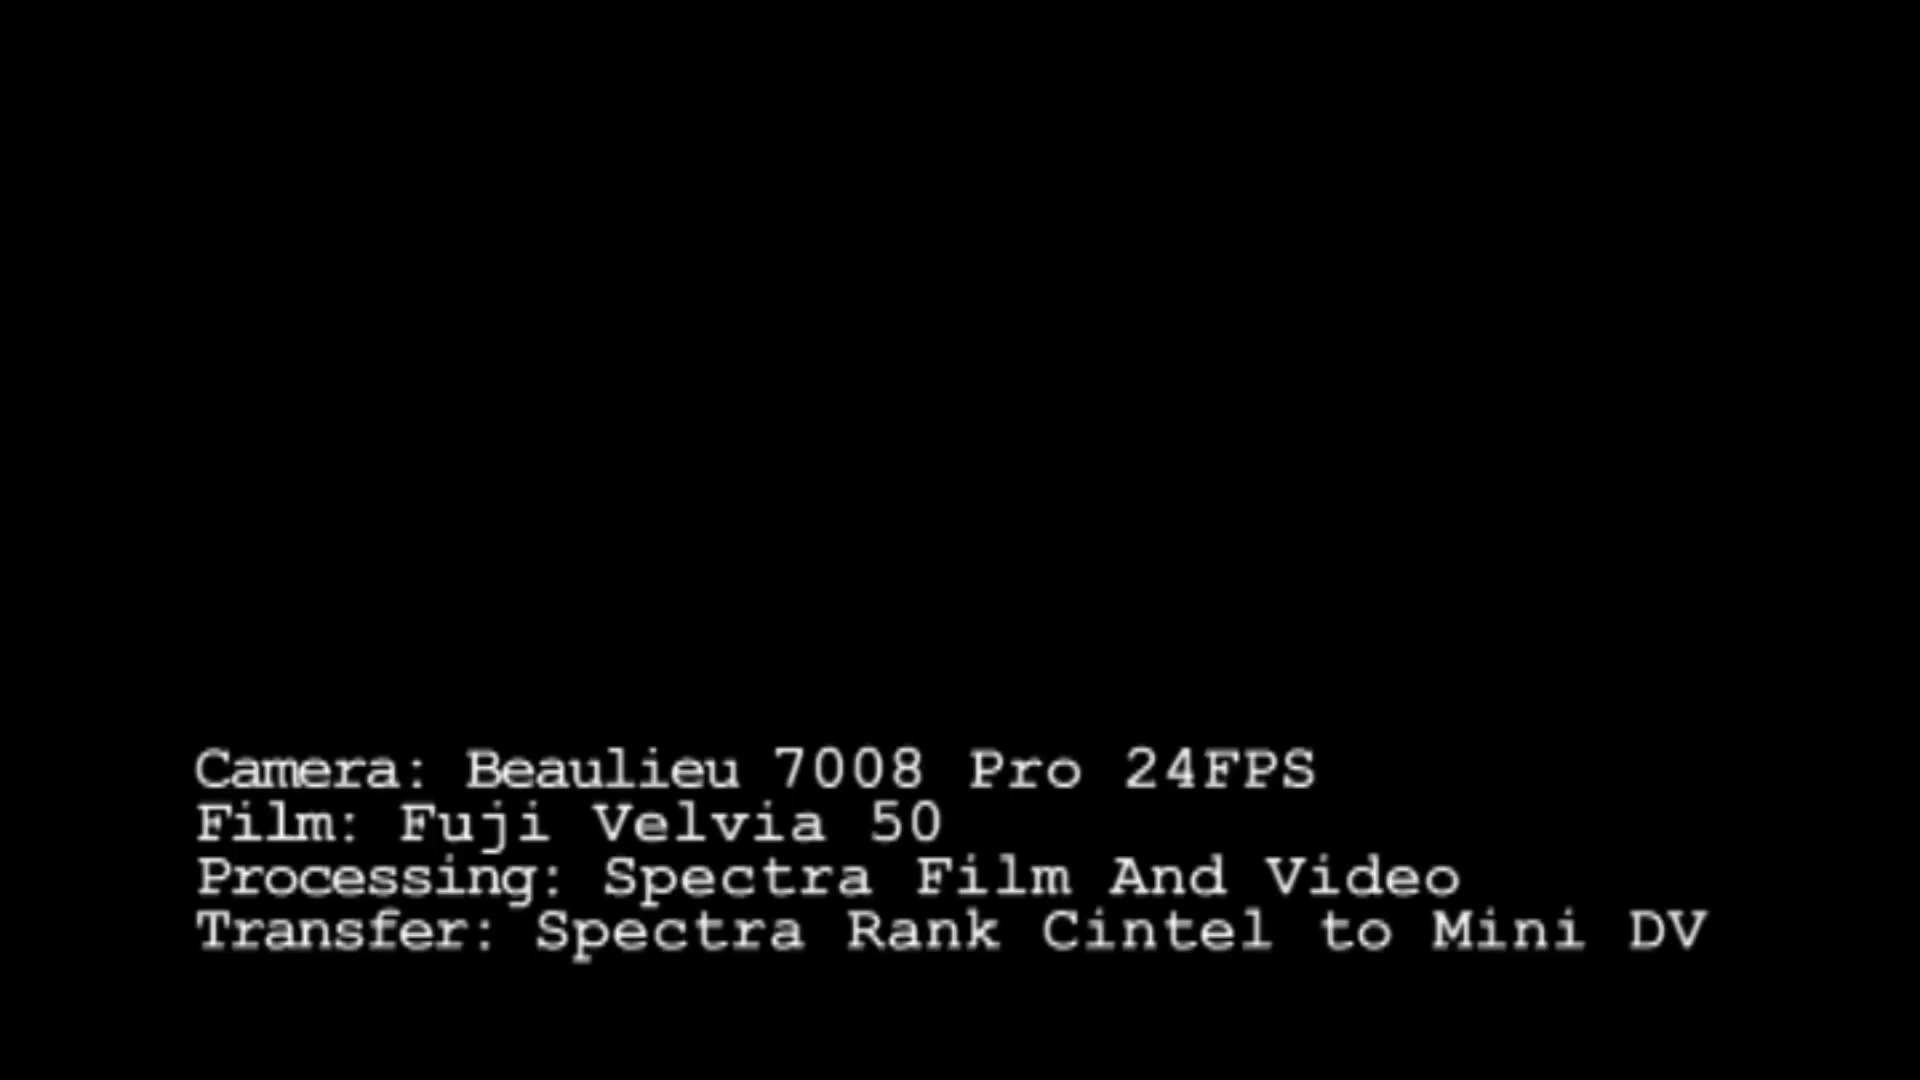 Camera: Beaulieu 7008 Pro 24FPS
Film: Fuji Velvia 50
Processing: Spectra Film And Video
Transfer: Spectra Rank Cintel to Mini DV